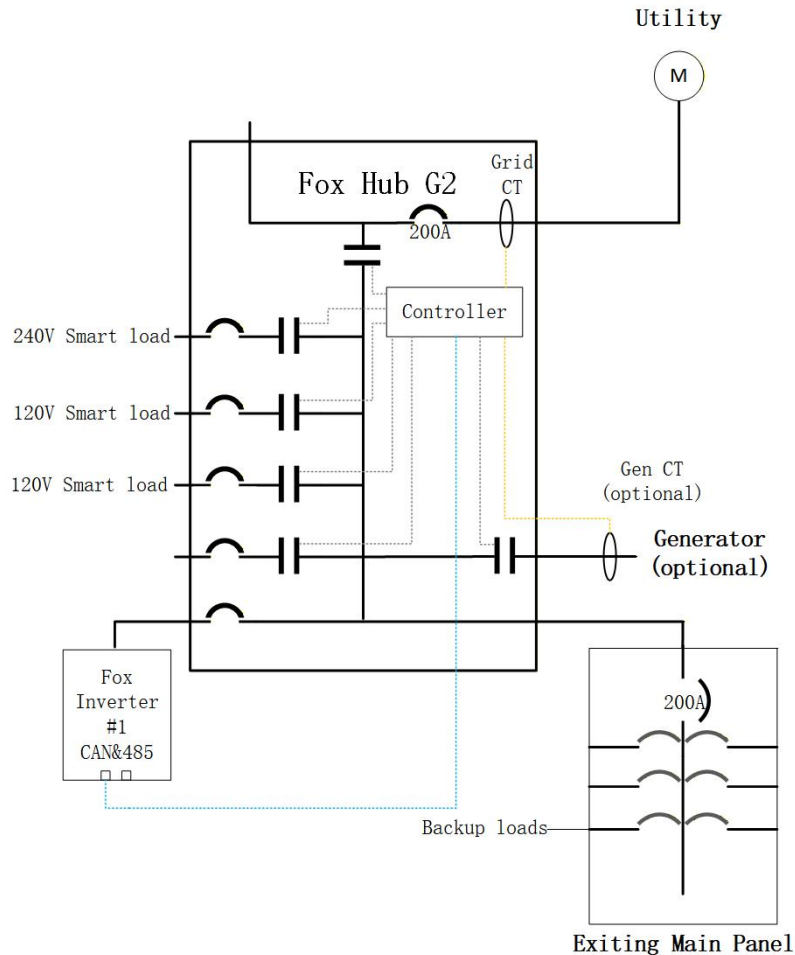 Utility
M
Fox Hub G2
Grid
CT
200A
Controller
240V Smart load
120V Smart load
120V Smart load
Gen CT
(optional)
Generator
(optional)
Fox
Inverter
#1
CAN&485
200A
Backup loads
Exiting Main Panel